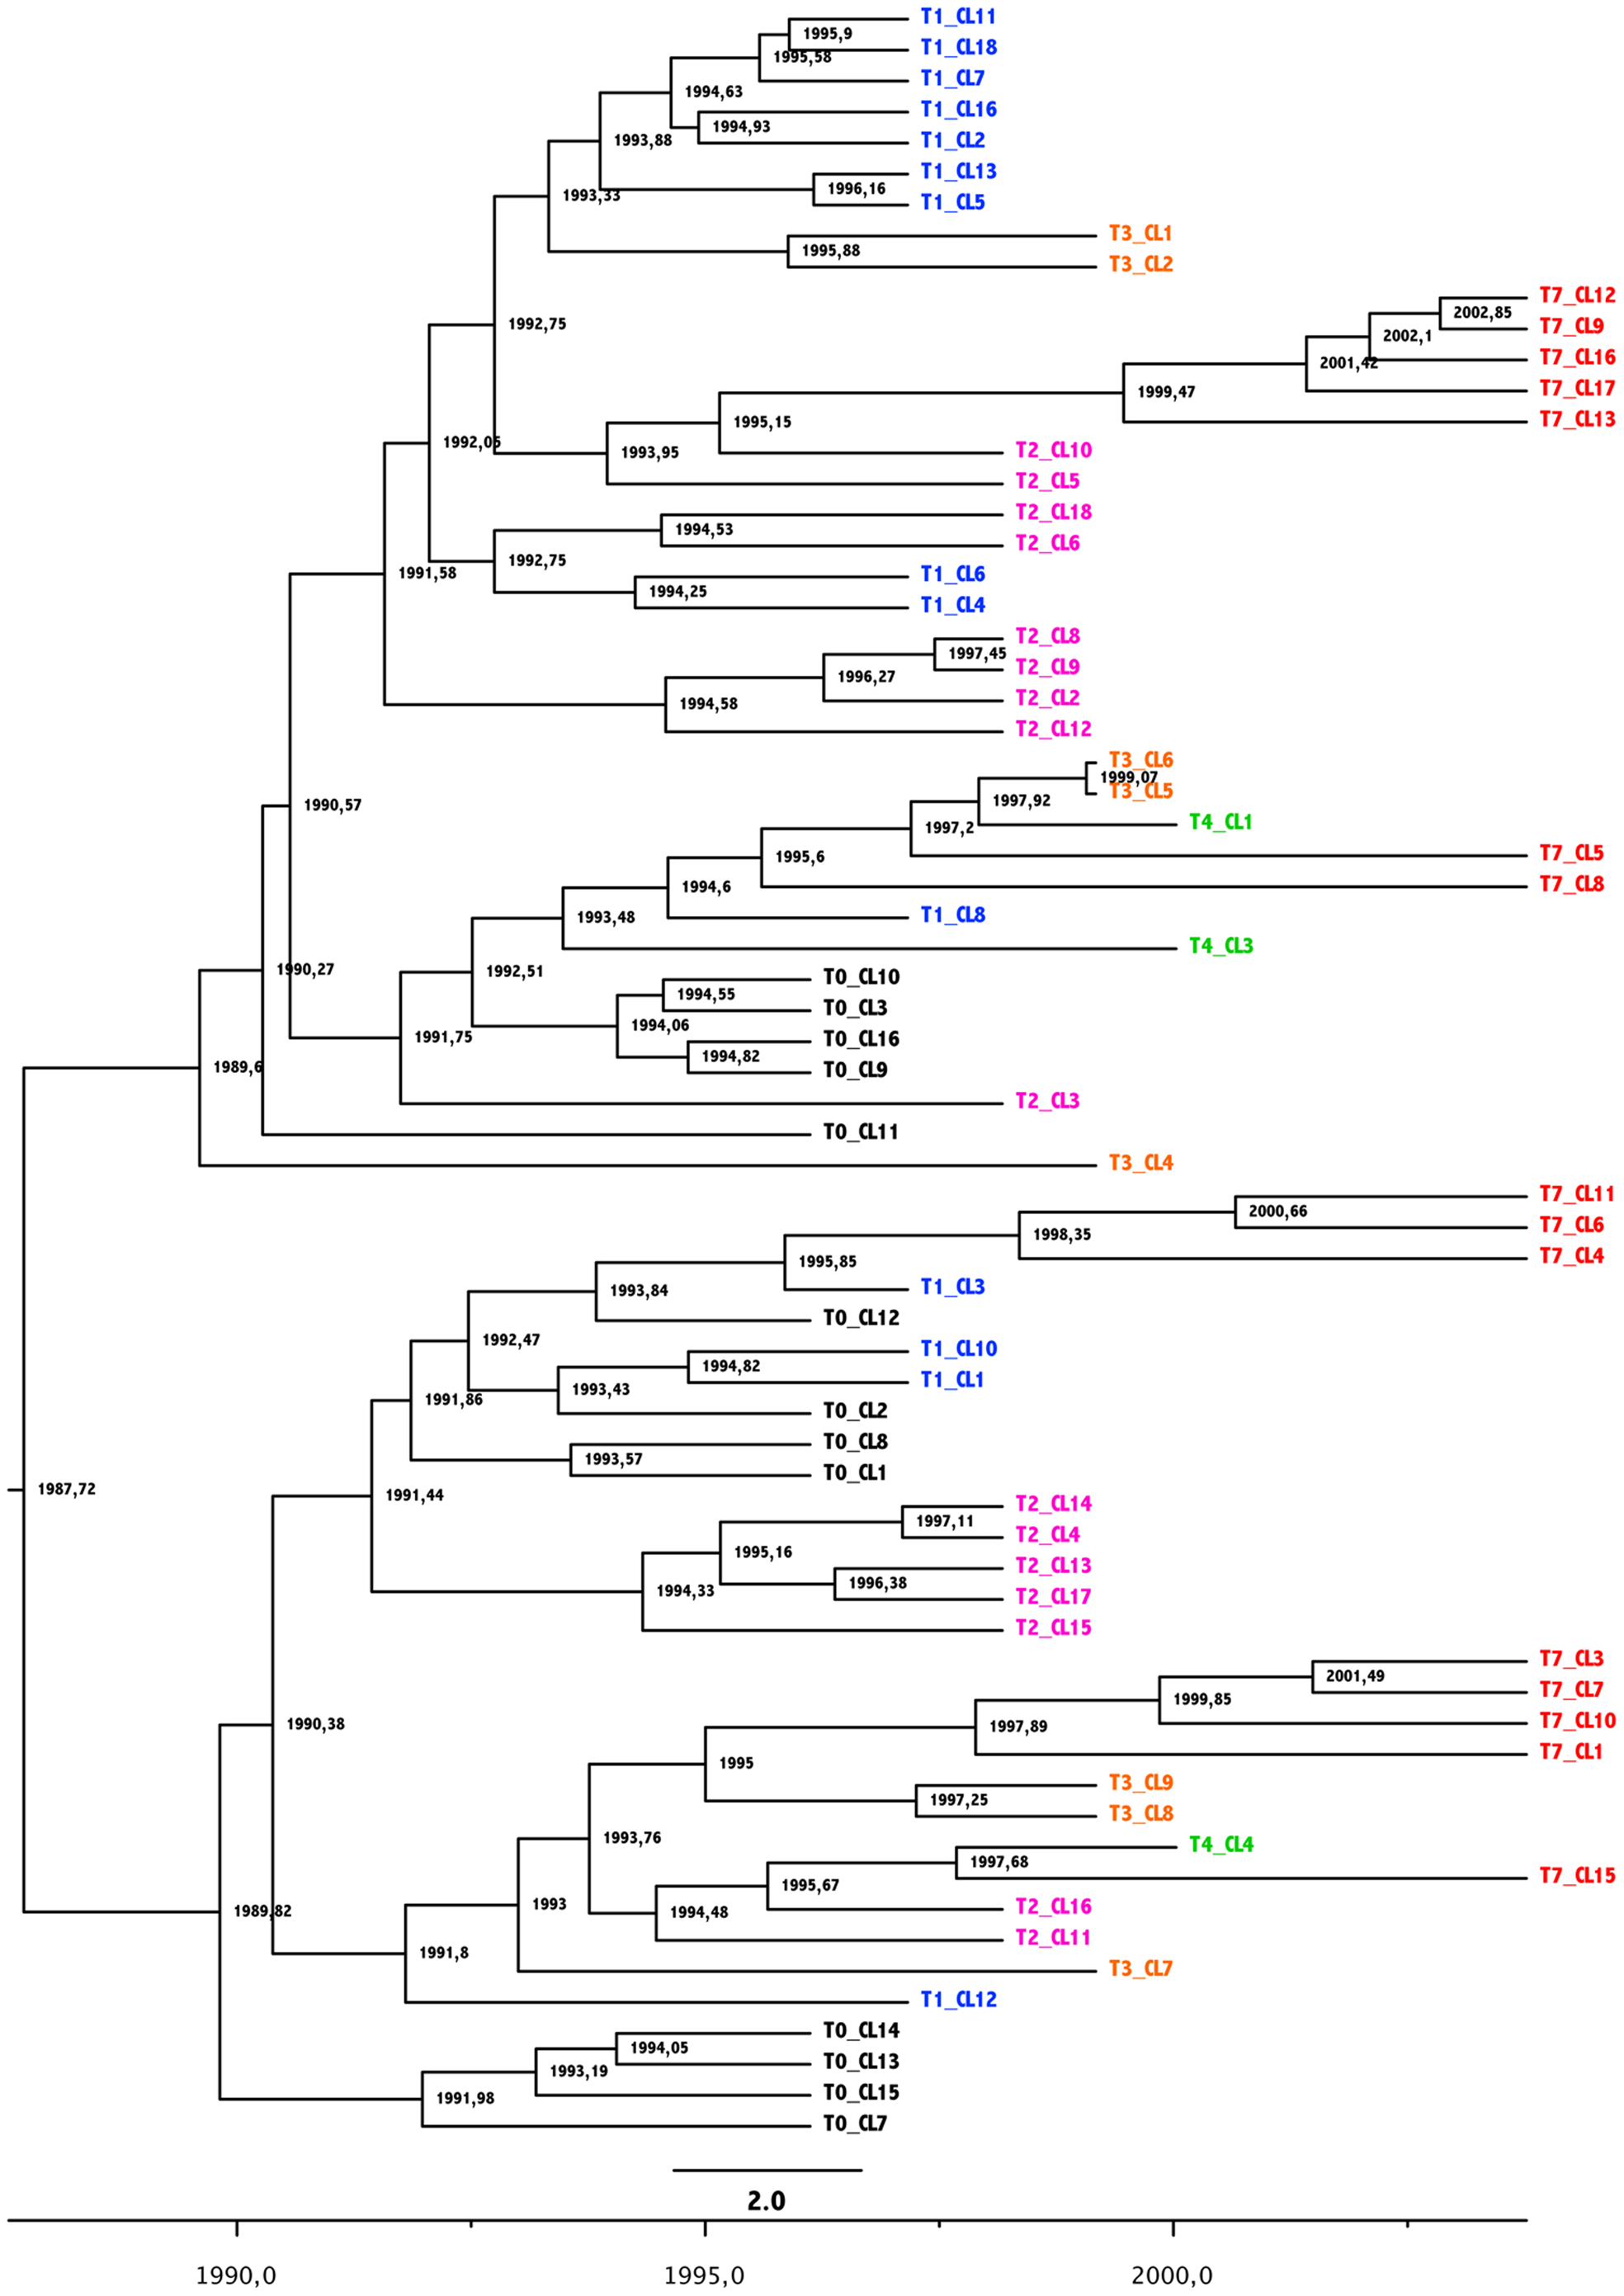 T1_CL11
1995,9
T1_CL18
1995,58
T1_CL7
1994,63
T1_CL16
1994,93
T1_CL2
1993,88
T1_CL13
1996,16
T1_CL5
1993,33
T3_CL1
1995,88
T3_CL2
T7_CL12
2002,85
1992,75
T7_CL9
2002,1
T7_CL16
2001,42
T7_CL17
1999,47
T7_CL13
1995,15
1992,05
T2_CL10
1993,95
T2_CL5
T2_CL18
1994,53
T2_CL6
1992,75
1991,58
T1_CL6
1994,25
T1_CL4
T2_CL8
1997,45
T2_CL9
1996,27
T2_CL2
1994,58
T2_CL12
T3_CL6
1999,07
T3_CL5
1990,57
1997,92
T4_CL1
1997,2
T7_CL5
1995,6
T7_CL8
1994,6
T1_CL8
1993,48
T4_CL3
1990,27
1992,51
T0_CL10
1994,55
T0_CL3
1994,06
1991,75
T0_CL16
1994,82
T0_CL9
1989,6
T2_CL3
T0_CL11
T3_CL4
T7_CL11
2000,66
T7_CL6
1998,35
T7_CL4
1995,85
T1_CL3
1993,84
T0_CL12
1992,47
T1_CL10
1994,82
T1_CL1
1993,43
1991,86
T0_CL2
T0_CL8
1993,57
T0_CL1
1987,72
1991,44
T2_CL14
1997,11
T2_CL4
1995,16
T2_CL13
1996,38
1994,33
T2_CL17
T2_CL15
T7_CL3
2001,49
T7_CL7
1999,85
T7_CL10
1990,38
1997,89
T7_CL1
1995
T3_CL9
1997,25
T3_CL8
1993,76
T4_CL4
1997,68
T7_CL15
1995,67
1993
T2_CL16
1989,82
1994,48
T2_CL11
1991,8
T3_CL7
T1_CL12
T0_CL14
1994,05
T0_CL13
1993,19
T0_CL15
1991,98
T0_CL7
2.0
1990,0 1995,0 2000,0